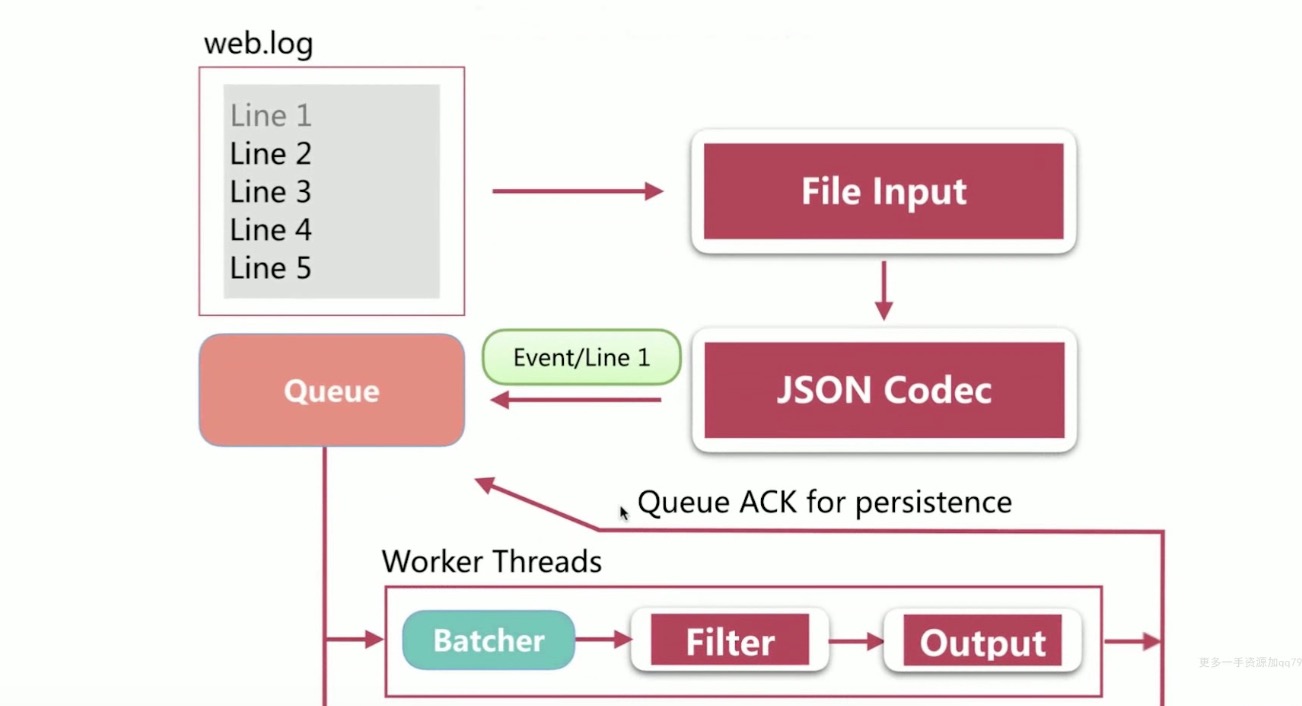 web.log
Line 1
Line 2
Line 3
Line 4
Line 5
File Input
Queue
Event/Line 1
JSON Codec
Queue ACK for persistence
Worker Threads
Batcher
Filter
Output
更多一手资源加qq79